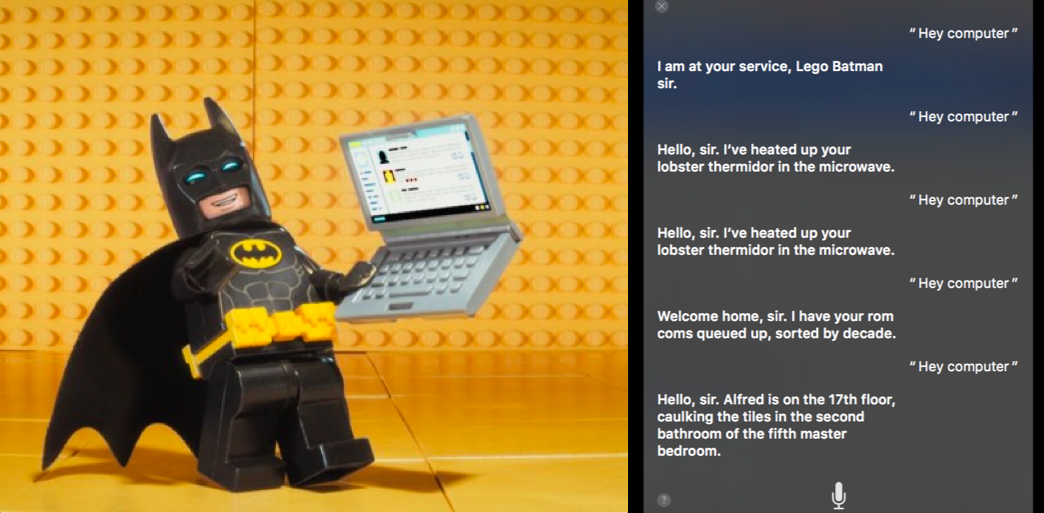 “ Hey computer ”
I am at your service, Lego Batman
sir.
“ Hey computer ”
Hello, sir. I’ve heated up your
lobster thermidor in the microwave.
“ Hey computer ”
Hello, sir. I’ve heated up your
lobster thermidor in the microwave.
“ Hey computer ”
Welcome home, sir. I have your rom
coms queued up, sorted by decade.
“ Hey computer ”
Hello, sir. Alfred is on the 17th floor,
caulking the tiles in the second
bathroom of the fifth master
bedroom.
?